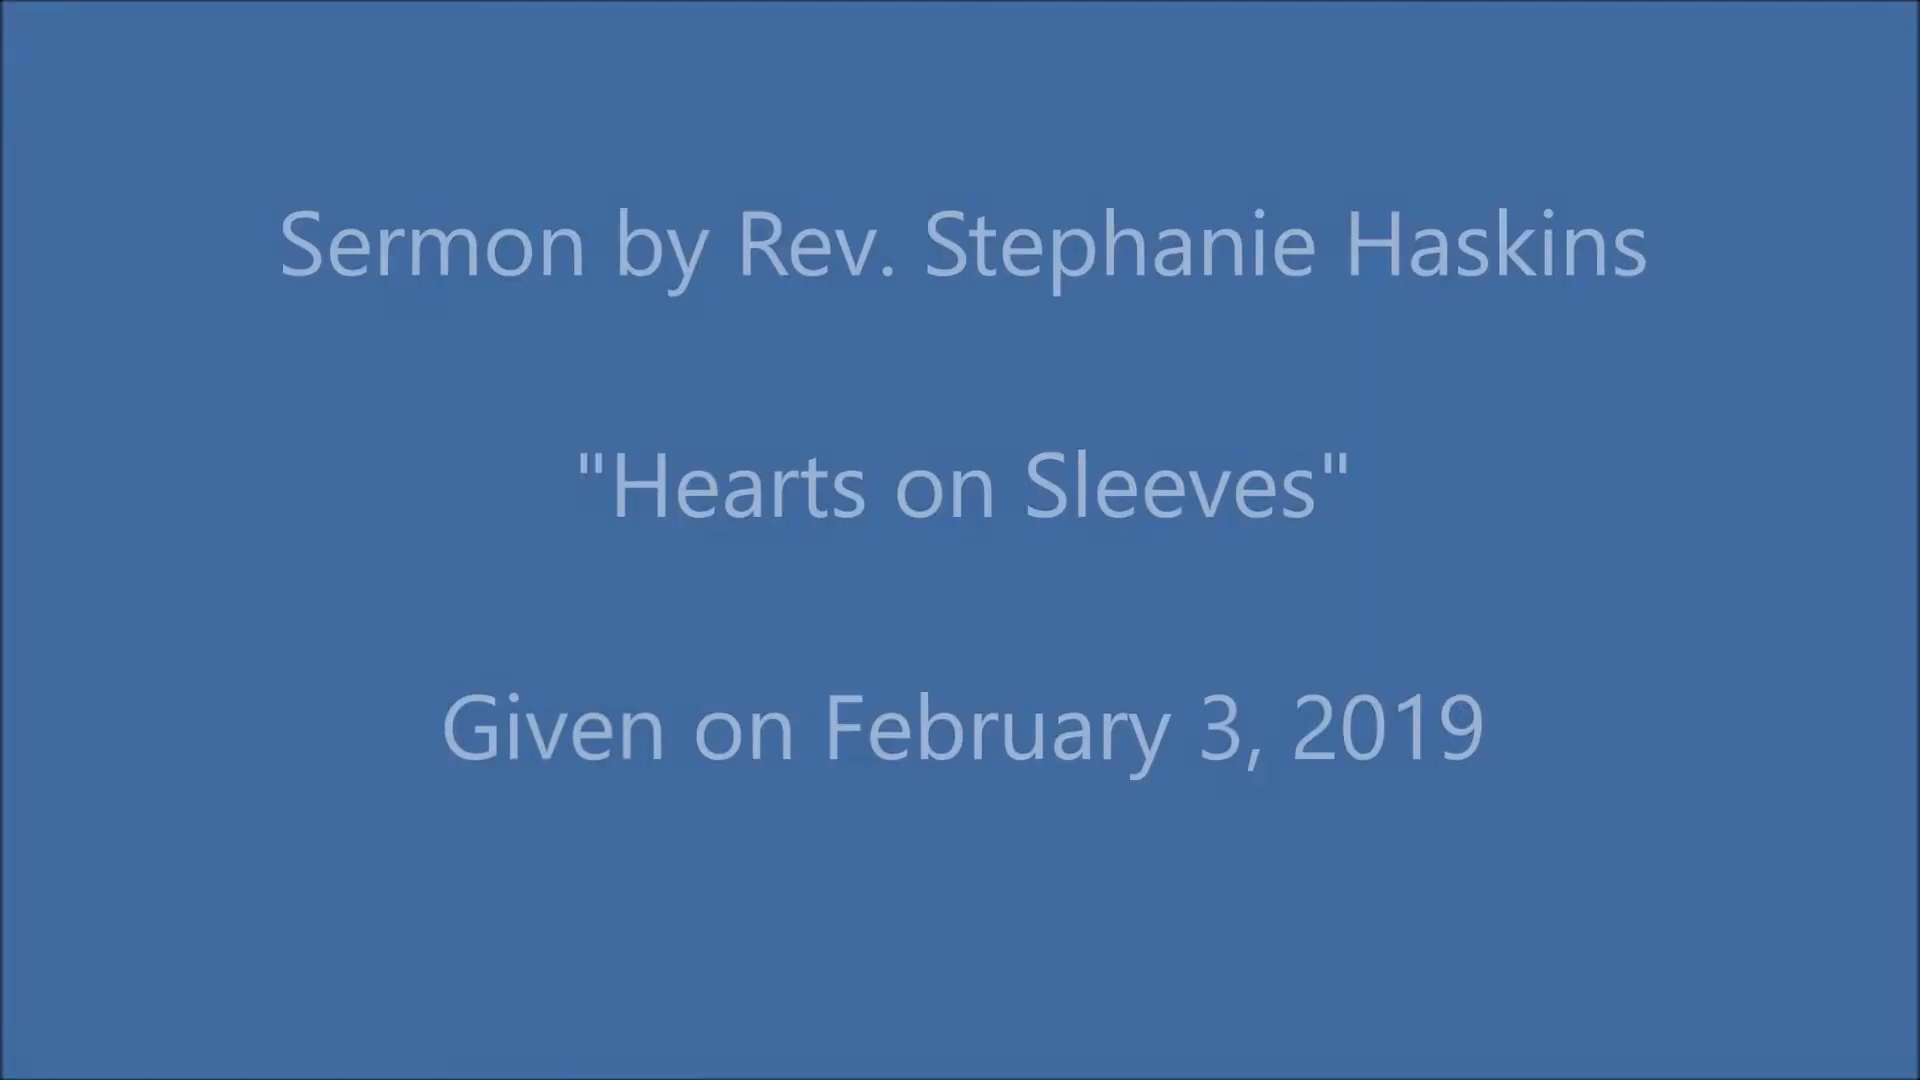 Sermon by Rev. Stephanie Haskins
"Hearts on Sleeves"
Given on February 3, 2019